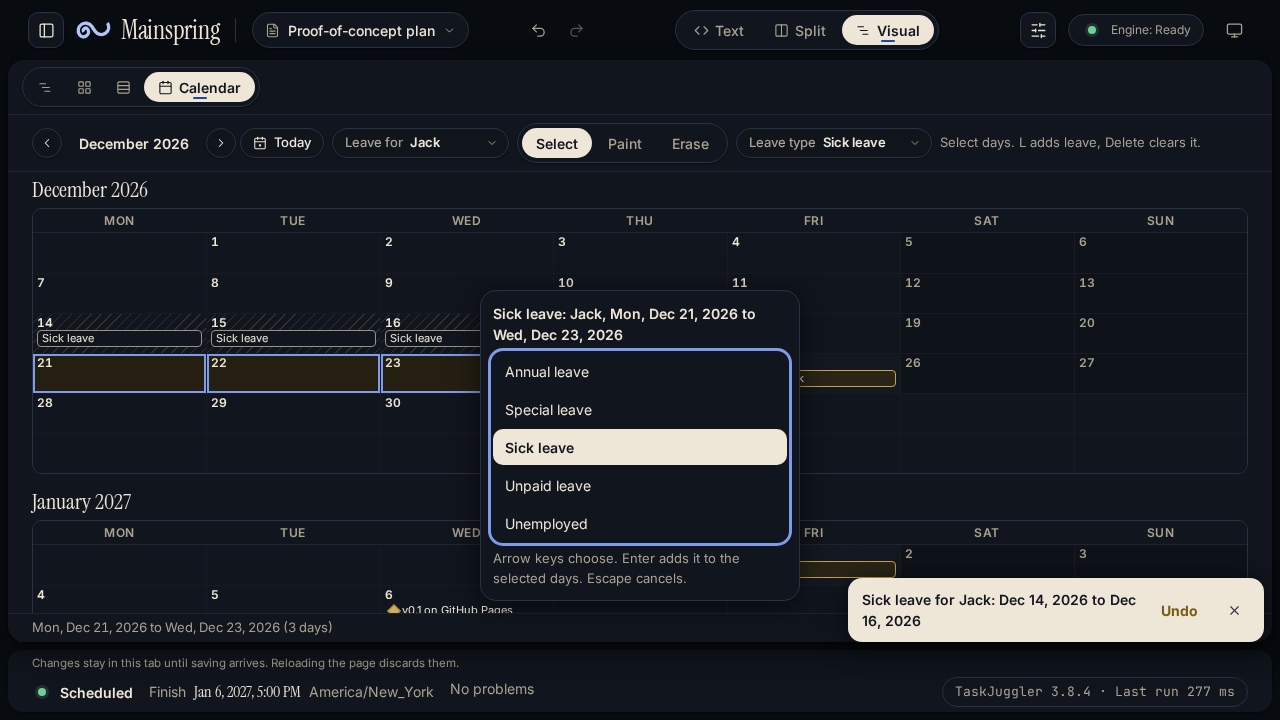 Mainspring
Proof-of-concept plan
Text
Split
Visual
Engine: Ready
Calendar
December 2026
Today
Leave for Jack
Select
Paint
Erase
Leave type Sick leave
Select days. L adds leave, Delete clears it.
December 2026
MON TUE WED THU FRI SAT SUN
1 2 3 4 5 6
7 8 9 10 11 12 13
14 15 16 19 20
Sick leave Sick leave Sick leave
21 22 23 26 27
28 29 30
Sick leave: Jack, Mon, Dec 21, 2026 to
Wed, Dec 23, 2026
Annual leave
Special leave
Sick leave
Unpaid leave
Unemployed
Arrow keys choose. Enter adds it to the
selected days. Escape cancels.
January 2027
MON TUE WED FRI SAT SUN
2 3
4 5 6
v0.1 on GitHub Pages
Sick leave for Jack: Dec 14, 2026 to Dec
16, 2026
Undo
Mon, Dec 21, 2026 to Wed, Dec 23, 2026 (3 days)
Changes stay in this tab until saving arrives. Reloading the page discards them.
Scheduled
Finish Jan 6, 2027, 5:00 PM America/New_York
No problems
TaskJuggler 3.8.4 · Last run 277 ms